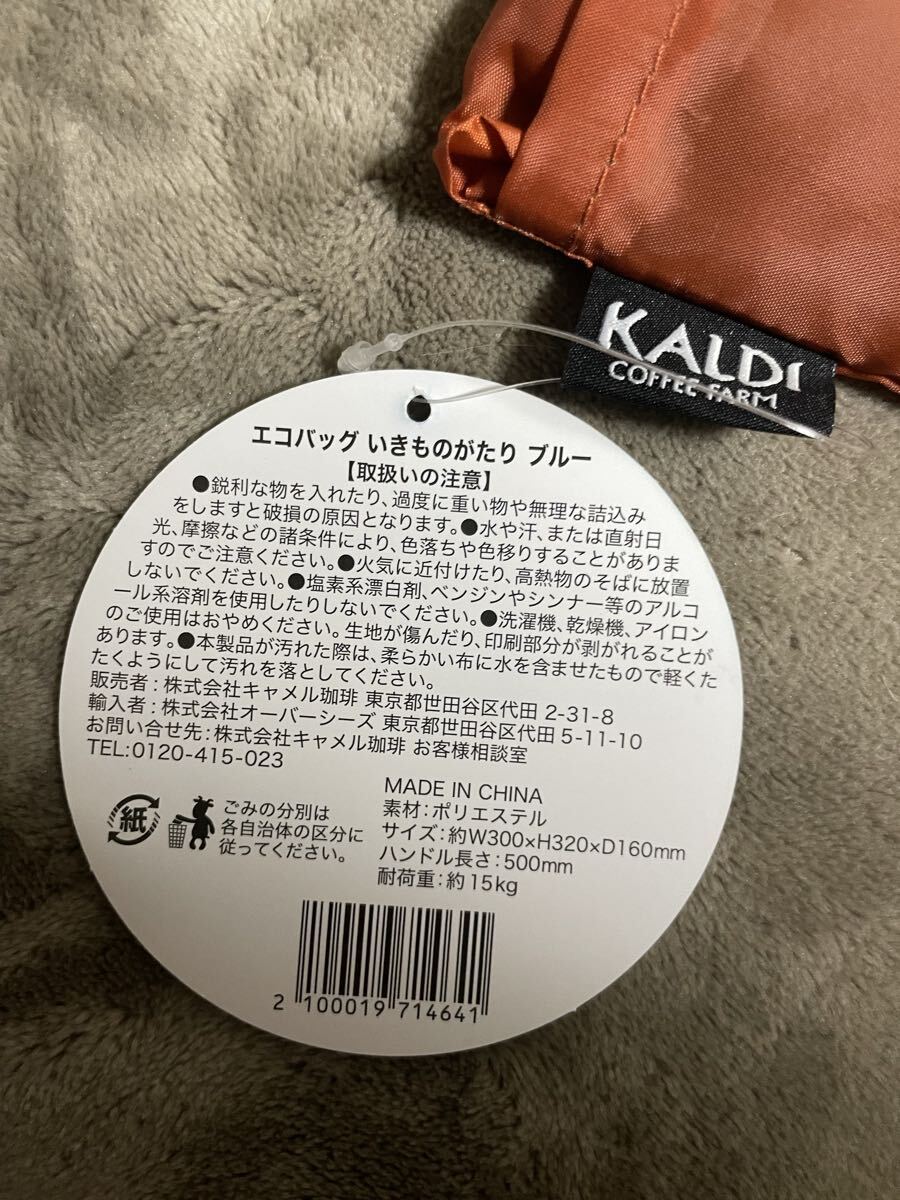 KALDI
COFFEE FARM
エコバッグ いきものがたり ブルー
【取扱いの注意】
●鋭利な物を入れたり、過度に重い物や無理な詰込み
をしますと破損の原因となります。●水や汗、または直射日
光、摩擦などの諸条件により、色落ちや色移りすることがありま
すのでご注意ください。●火気に近付けたり、高熱物のそばに放置
しないでください。●塩素系漂白剤、ベンジンやシンナー等のアルコ
ール系溶剤を使用したりしないでください。●洗濯機、乾燥機、アイロン
のご使用はおやめください。生地が傷んだり、印刷部分が剥がれることが
あります。●本製品が汚れた際は、柔らかい布に水を含ませたもので軽くた
たくようにして汚れを落としてください。
販売者：株式会社キャメル珈琲 東京都世田谷区代田 2-31-8
輸入者：株式会社オーバーシーズ 東京都世田谷区代田 5-11-10
お問い合せ先：株式会社キャメル珈琲 お客様相談室
TEL:0120-415-023
紙
ごみの分別は
各自治体の区分に
従ってください。
MADE IN CHINA
素材：ポリエステル
サイズ：約W300×H320×D160mm
ハンドル長さ：500mm
耐荷重：約15kg
2 100019 714641